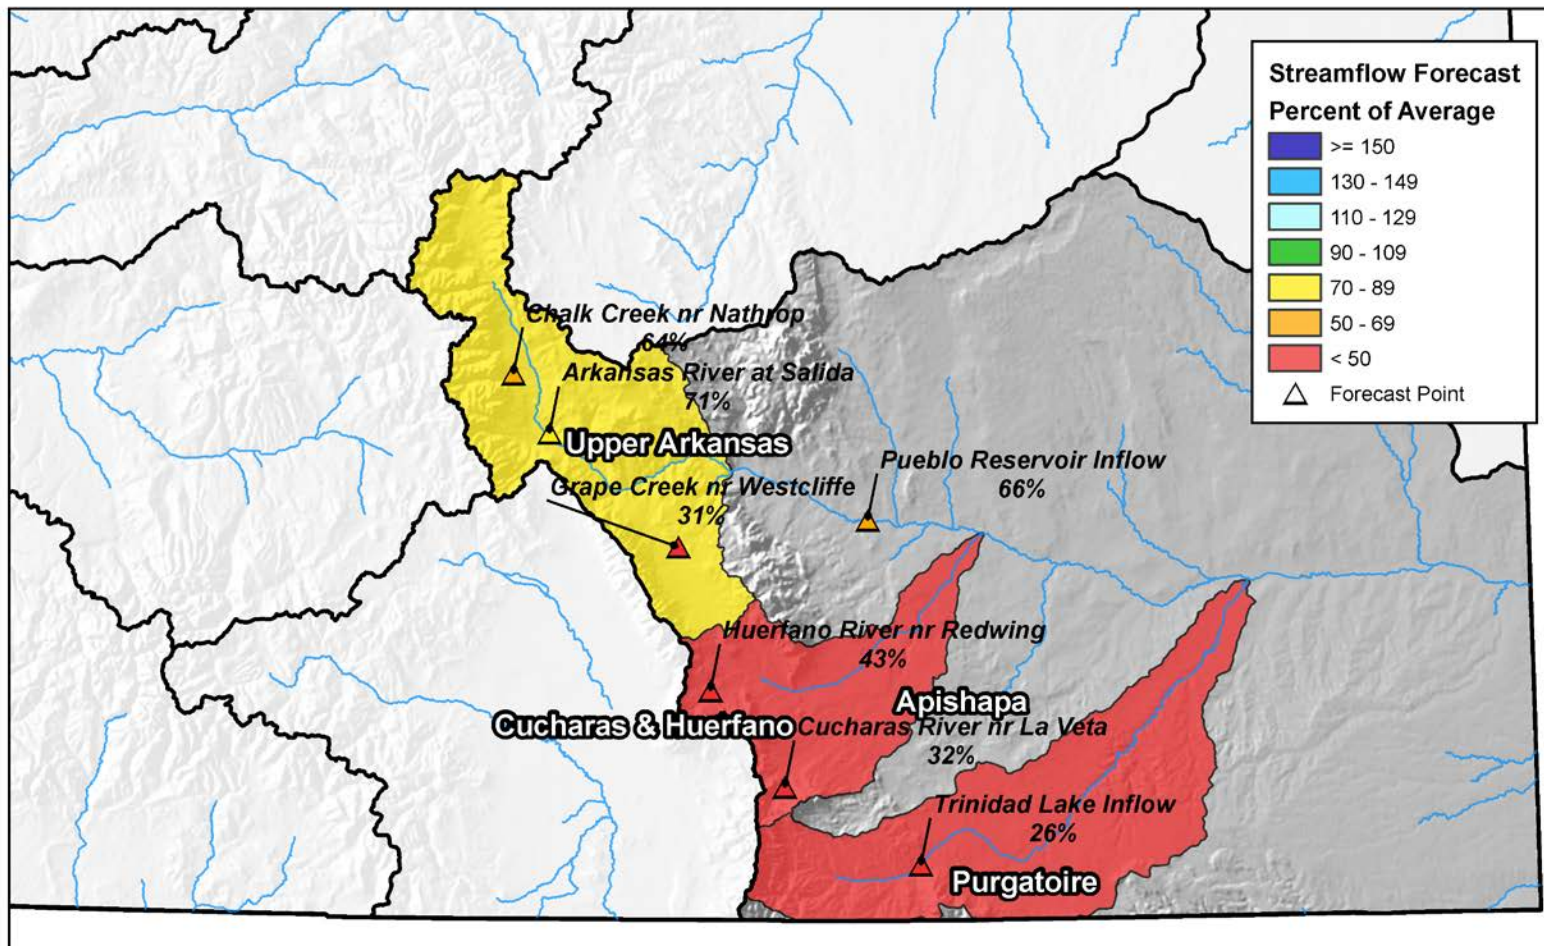 Streamflow Forecast
Percent of Average
>= 150
130 - 149
110 - 129
90 - 109
70 - 89
50 - 69
< 50
Forecast Point
Chalk Creek nr Nathrop
64%
Arkansas River at Salida
71%
Upper Arkansas
Pueblo Reservoir Inflow
66%
Grape Creek nr Westcliffe
31%
Huerfano River nr Redwing
43%
Apishapa
Cucharas & Huerfano
Cucharas River nr La Veta
32%
Trinidad Lake Inflow
26%
Purgatoire